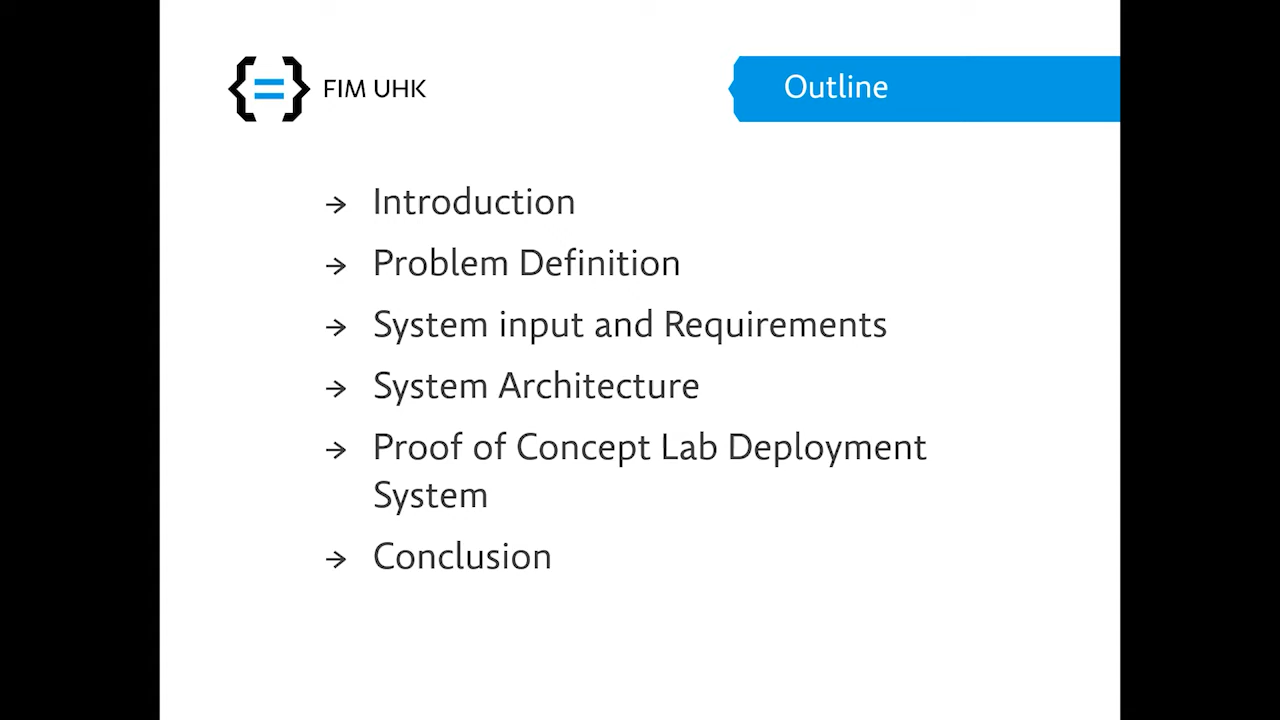 FIM UHK
Outline
→ Introduction
→ Problem Definition
→ System input and Requirements
→ System Architecture
→ Proof of Concept Lab Deployment
System
→ Conclusion